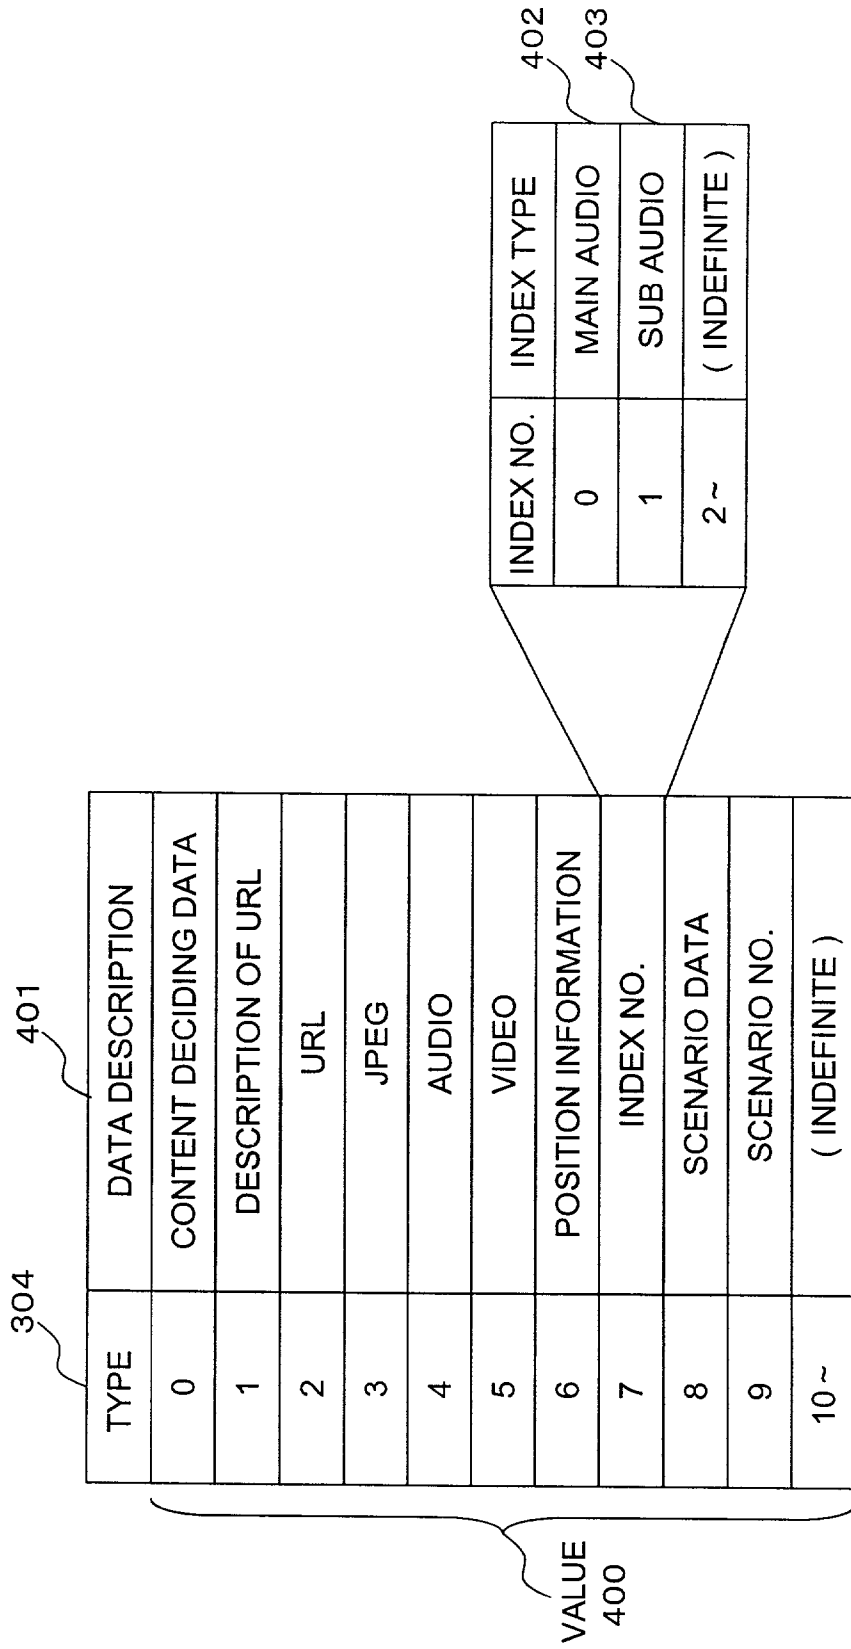 304
401
TYPE
DATA DESCRIPTION
0
CONTENT DECIDING DATA
1
DESCRIPTION OF URL
2
URL
3
JPEG
4
AUDIO
5
VIDEO
6
POSITION INFORMATION
7
INDEX NO.
8
SCENARIO DATA
9
SCENARIO NO.
10 ~
( INDEFINITE )
VALUE
400
INDEX NO.
INDEX TYPE
0
MAIN AUDIO
402
1
SUB AUDIO
403
2 ~
( INDEFINITE )